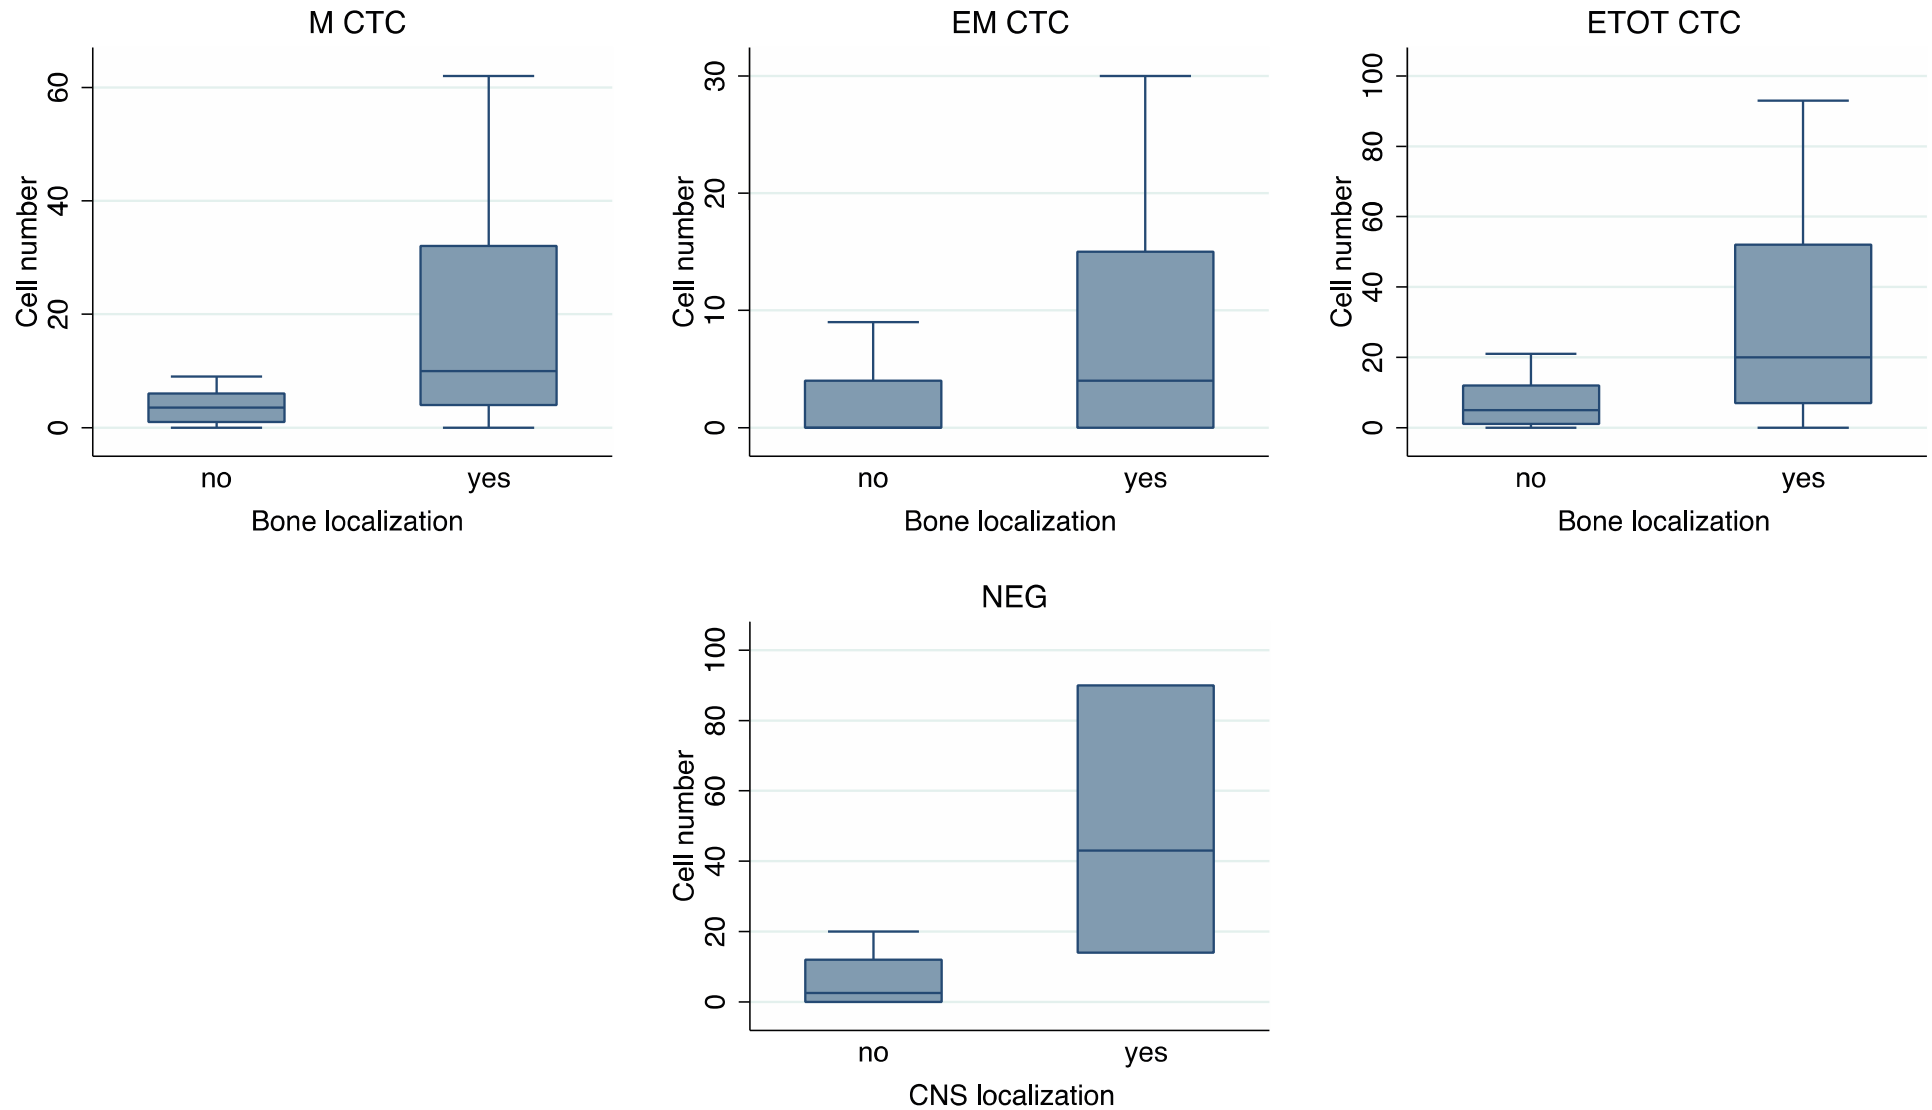 M CTC
Cell number
60
40
20
0
no yes
Bone localization
EM CTC
Cell number
30
20
10
0
no yes
Bone localization
ETOT CTC
Cell number
100
80
60
40
20
0
no yes
Bone localization
NEG
Cell number
100
80
60
40
20
0
no yes
CNS localization